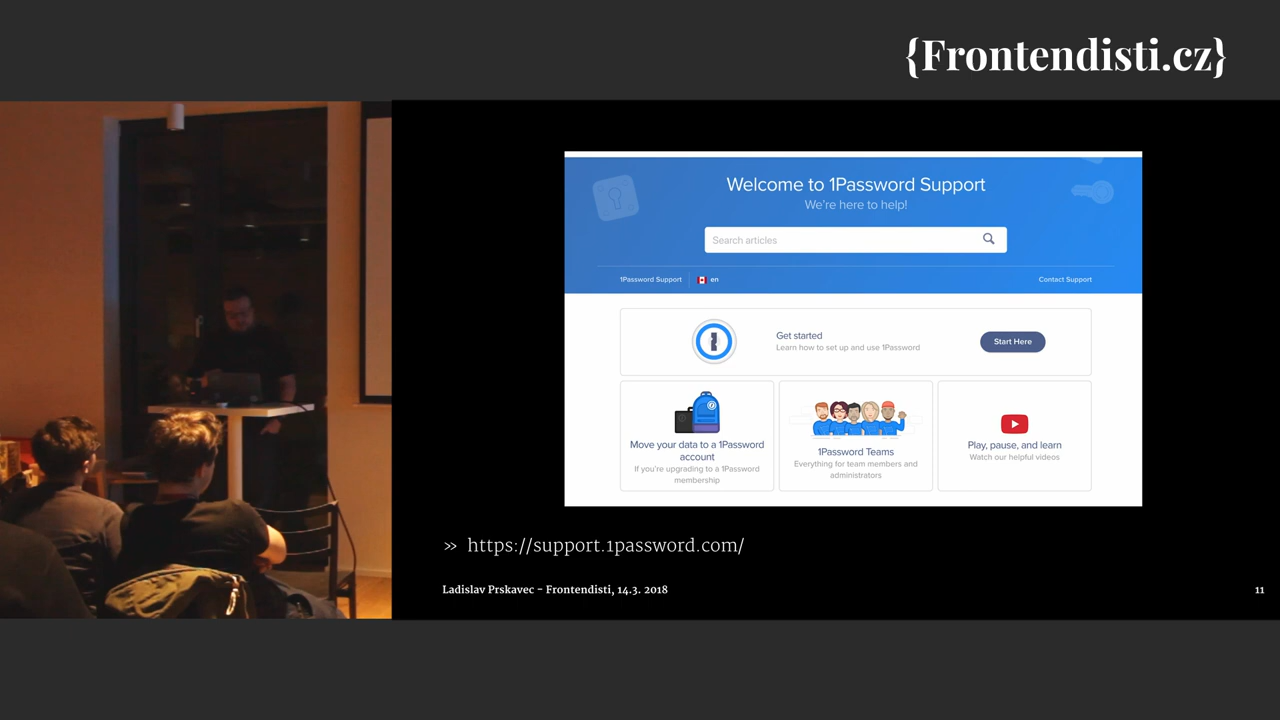 {Frontendisti.cz}
Welcome to 1Password Support
We're here to help!
Search articles
1Password Support
en
Contact Support
Get started
Learn how to set up and use 1Password
Start Here
Move your data to a 1Password
account
If you're upgrading to a 1Password
membership
1Password Teams
Everything for team members and
administrators
Play, pause, and learn
Watch our helpful videos
» https://support.1password.com/
Ladislav Prskavec - Frontendisti, 14.3. 2018
11